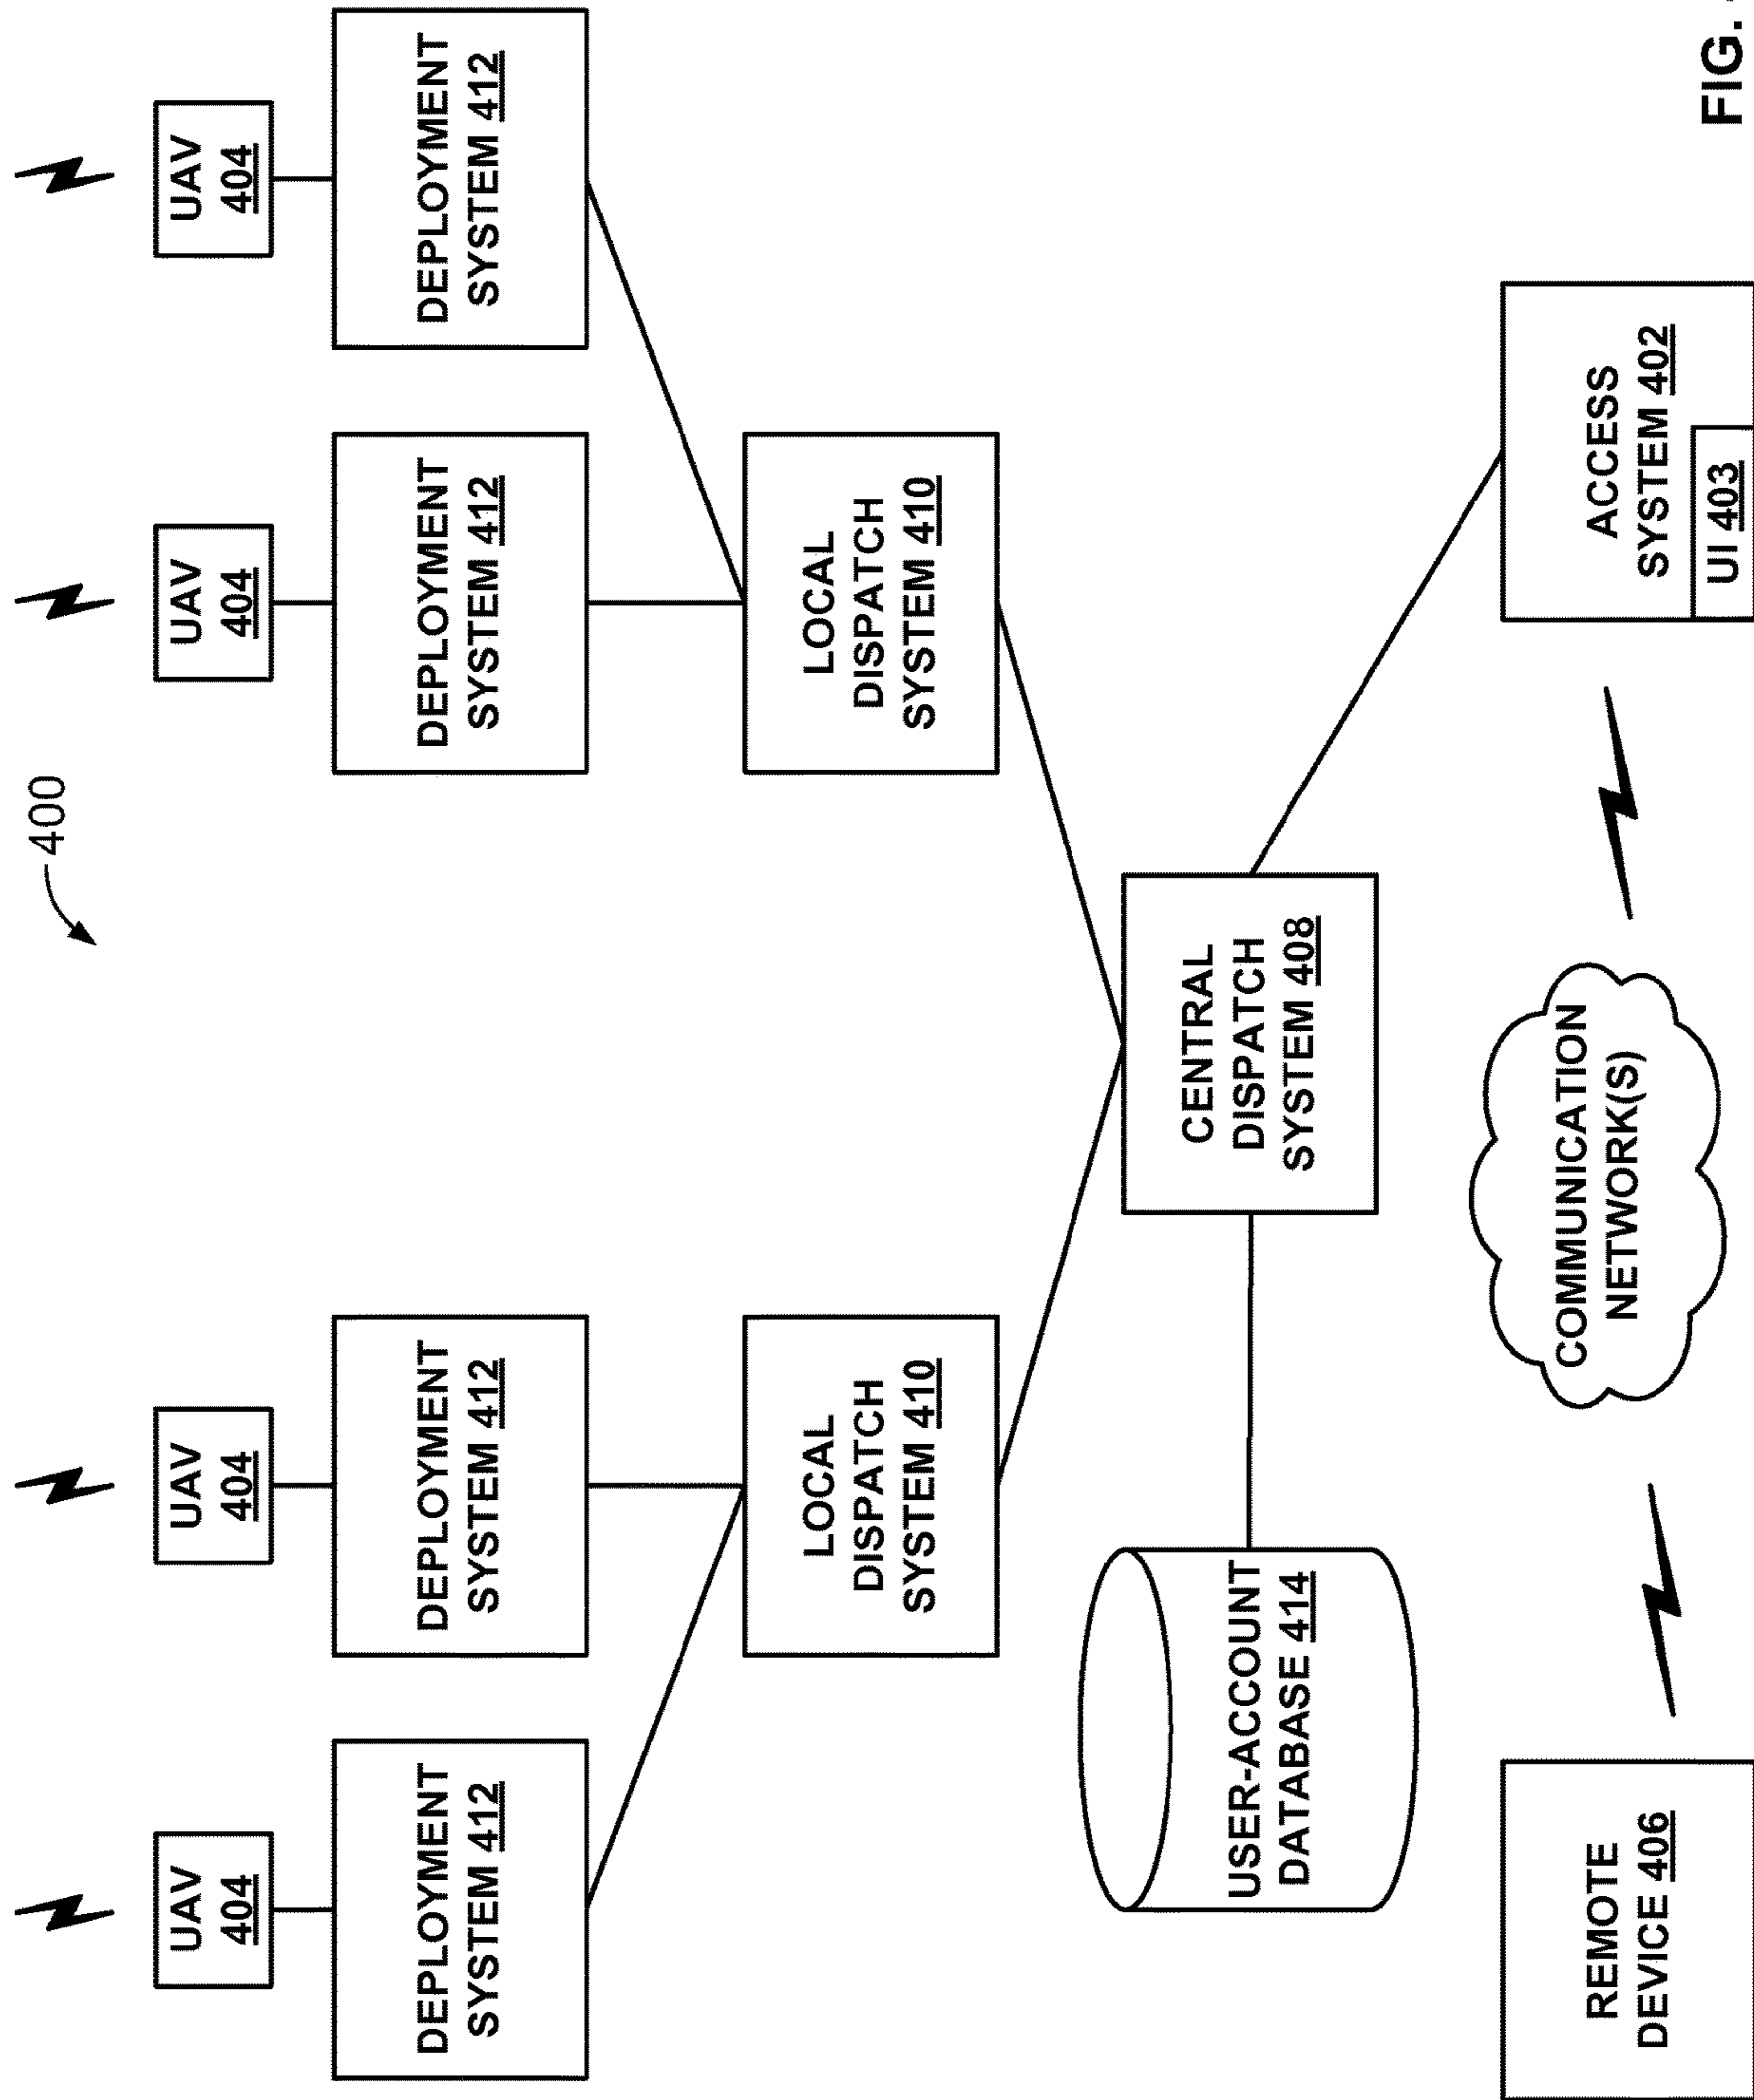 400
UAV
404
UAV
404
UAV
404
UAV
404
DEPLOYMENT
SYSTEM 412
DEPLOYMENT
SYSTEM 412
DEPLOYMENT
SYSTEM 412
DEPLOYMENT
SYSTEM 412
LOCAL
DISPATCH
SYSTEM 410
LOCAL
DISPATCH
SYSTEM 410
USER-ACCOUNT
DATABASE 414
CENTRAL
DISPATCH
SYSTEM 408
REMOTE
DEVICE 406
COMMUNICATION
NETWORK(S)
ACCESS
SYSTEM 402
UI 403
FIG.